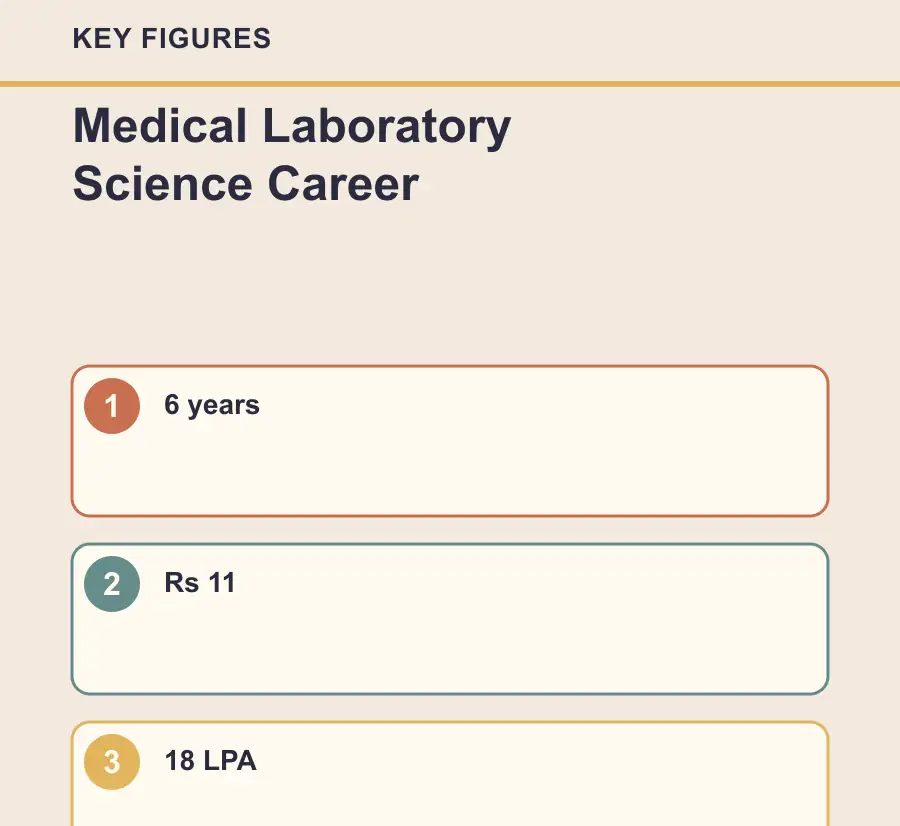 KEY FIGURES
Medical Laboratory
Science Career
1 6 years
2 Rs 11
3 18 LPA